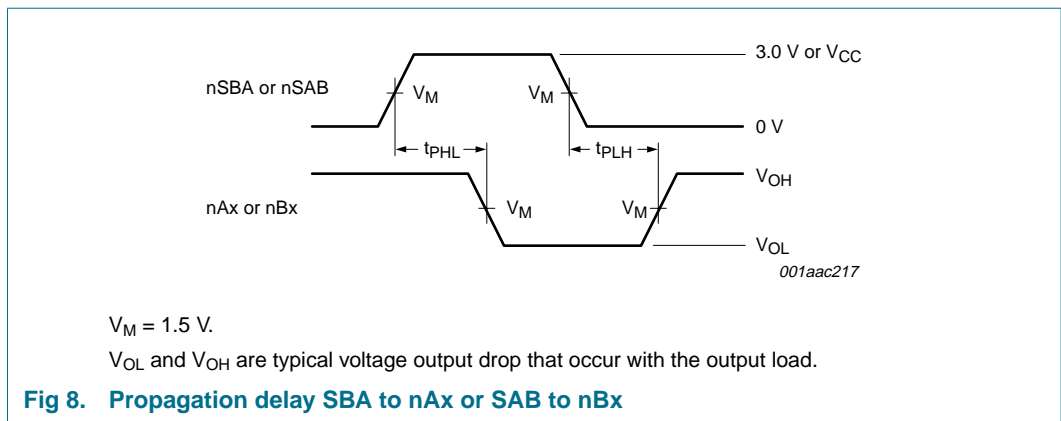 3.0 V or VCC
nSBA or nSAB
VM
VM
0 V
tPHL
tPLH
VOH
nAx or nBx
VM
VM
VOL
001aac217
VM = 1.5 V.
VOL and VOH are typical voltage output drop that occur with the output load.
Fig 8. Propagation delay SBA to nAx or SAB to nBx